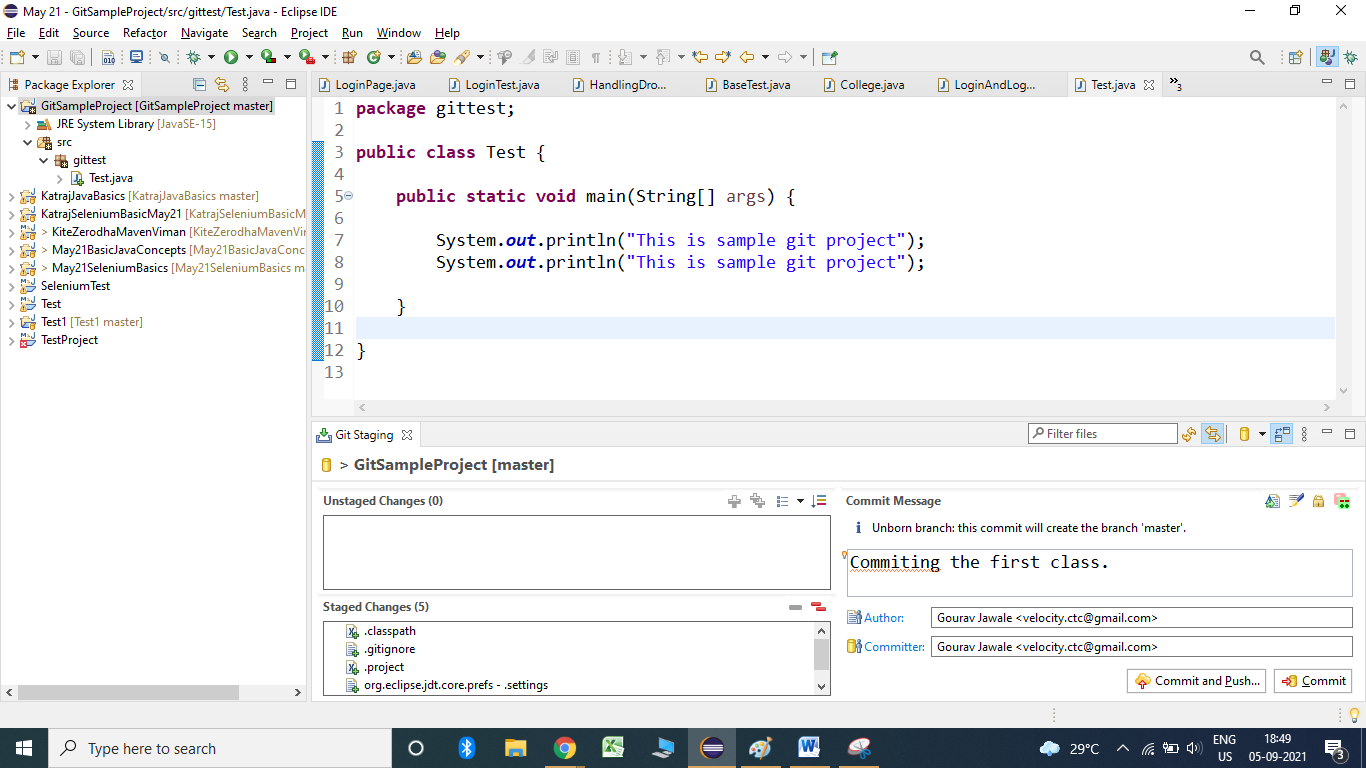 May 21 - GitSampleProject/src/gittest/Test.java - Eclipse IDE
File Edit Source Refactor Navigate Search Project Run Window Help
Package Explorer
GitSampleProject [GitSampleProject master]
JRE System Library [JavaSE-15]
src
gittest
Test.java
KatrajJavaBasics [KatrajJavaBasics master]
KatrajSeleniumBasicMay21 [KatrajSeleniumBasicM
> KiteZerodhaMavenViman [KiteZerodhaMavenVi
> May21BasicJavaConcepts [May21BasicJavaConc
> May21SeleniumBasics [May21SeleniumBasics m
SeleniumTest
Test
Test1 [Test1 master]
TestProject
LoginPage.java LoginTest.java HandlingDro... BaseTest.java College.java LoginAndLog... Test.java »3
1 package gittest;
2
3 public class Test {
4
5 public static void main(String[] args) {
6
7 System.out.println("This is sample git project");
8 System.out.println("This is sample git project");
9
10 }
11
12 }
13
Git Staging
Filter files
> GitSampleProject [master]
Unstaged Changes (0)
Staged Changes (5)
.classpath
.gitignore
.project
org.eclipse.jdt.core.prefs - .settings
Commit Message
Unborn branch: this commit will create the branch 'master'.
Commiting the first class.
Author: Gourav Jawale <velocity.ctc@gmail.com>
Committer: Gourav Jawale <velocity.ctc@gmail.com>
Commit and Push... Commit
Type here to search
29°C
ENG
US
18:49
05-09-2021
3